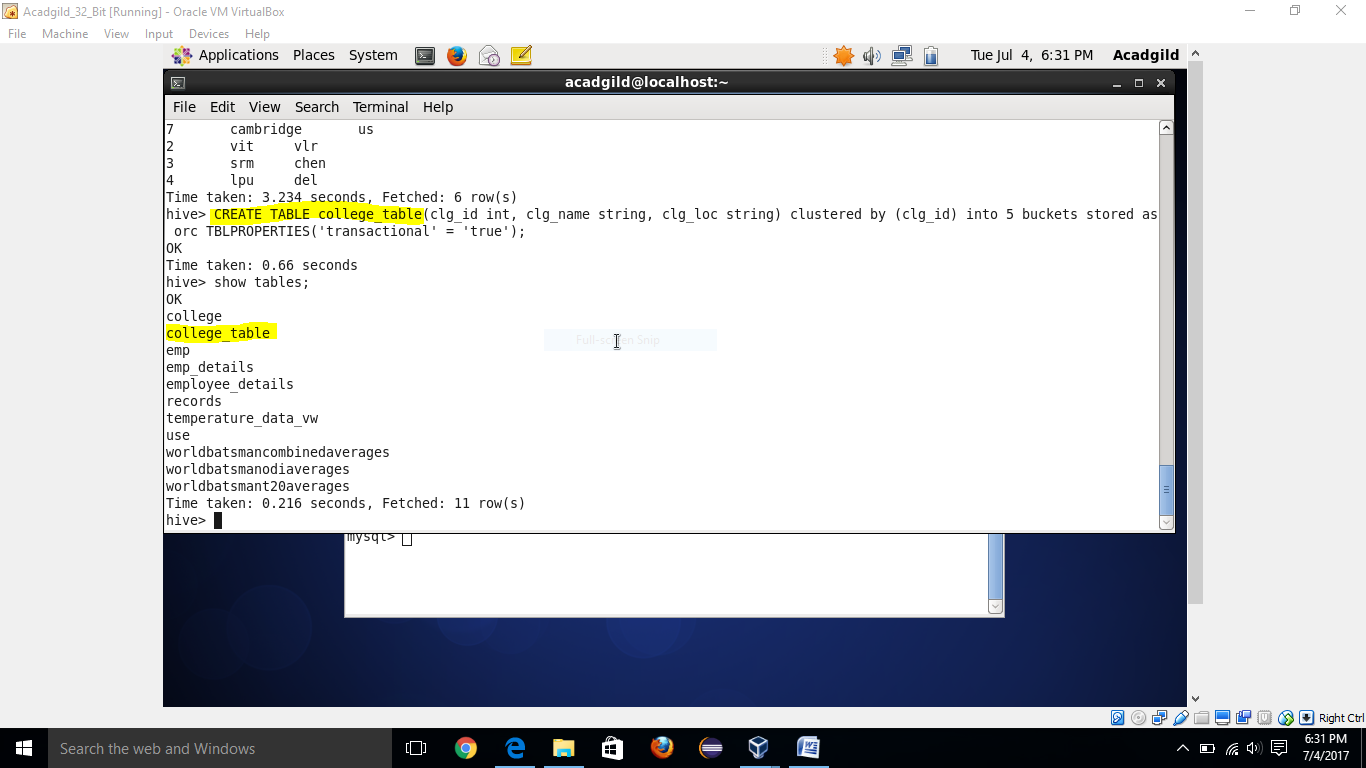 Acadgild_32_Bit [Running] - Oracle VM VirtualBox
File Machine View Input Devices Help
Applications Places System Tue Jul 4, 6:31 PM Acadgild
acadgild@localhost:~
File Edit View Search Terminal Help
7 cambridge us
2 vit vlr
3 srm chen
4 lpu del
Time taken: 3.234 seconds, Fetched: 6 row(s)
hive> CREATE TABLE college_table(clg_id int, clg_name string, clg_loc string) clustered by (clg_id) into 5 buckets stored as
orc TBLPROPERTIES('transactional' = 'true');
OK
Time taken: 0.66 seconds
hive> show tables;
OK
college
college_table
Full-screen Snip
emp
emp_details
employee_details
records
temperature_data_vw
use
worldbatsmancombinedaverages
worldbatsmanodiaverages
worldbatsmant20averages
Time taken: 0.216 seconds, Fetched: 11 row(s)
hive>
mysql>
Right Ctrl
Search the web and Windows
6:31 PM
7/4/2017